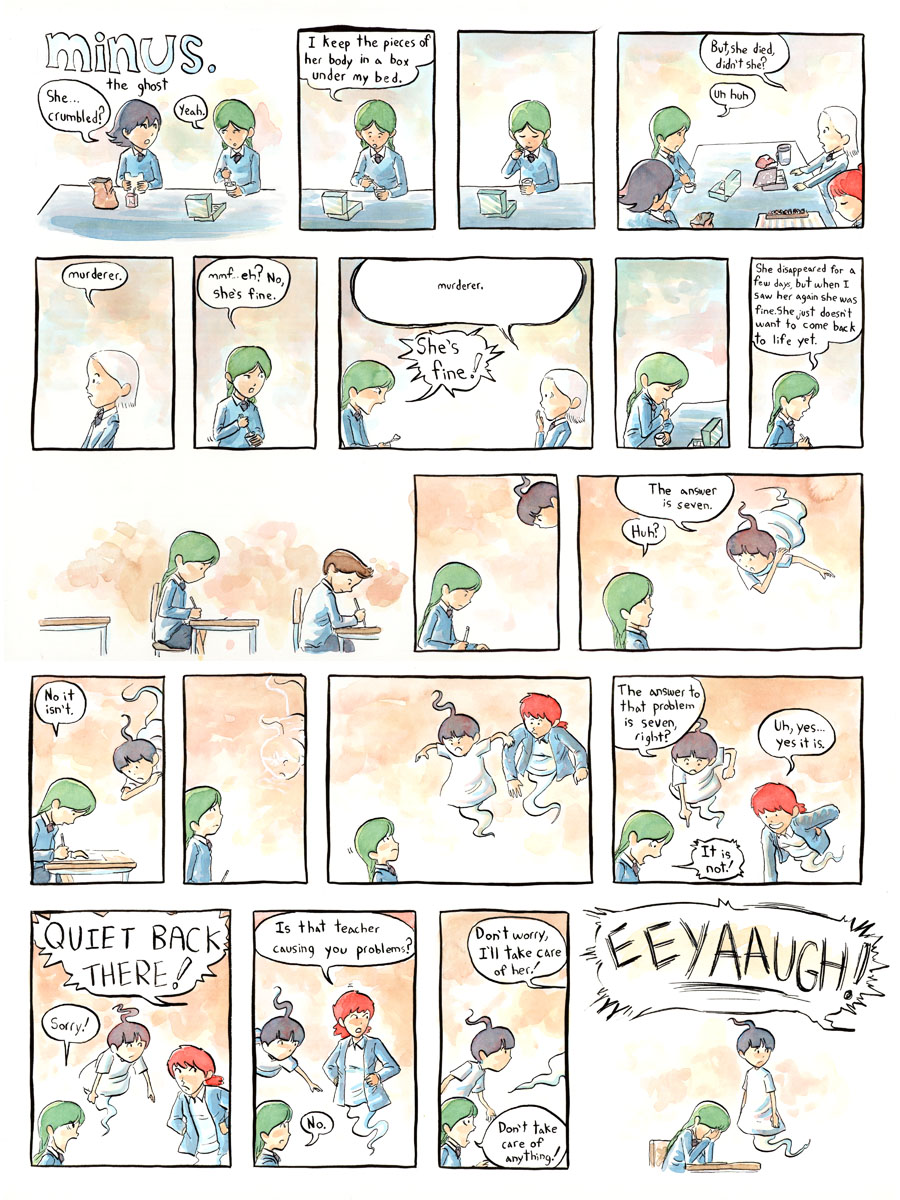 minus.
the ghost
She...
crumbled?
Yeah.
I keep the pieces of
her body in a box
under my bed.
But, she died,
didn't she?
Uh huh
murderer.
mmf... eh? No,
She's fine.
murderer.
She's
fine!
She disappeared for a
few days, but when I
saw her again she was
fine. She just doesn't
want to come back
to life yet.
The answer
is seven.
Huh?
No it
isn't.
The answer to
that problem
is seven,
right?
Uh, yes...
yes it is.
It is
not!
QUIET BACK
THERE!
Sorry!
Is that teacher
causing you problems?
No.
Don't worry,
I'll take care
of her!
Don't take
care of
anything!
EEYAAUGH!